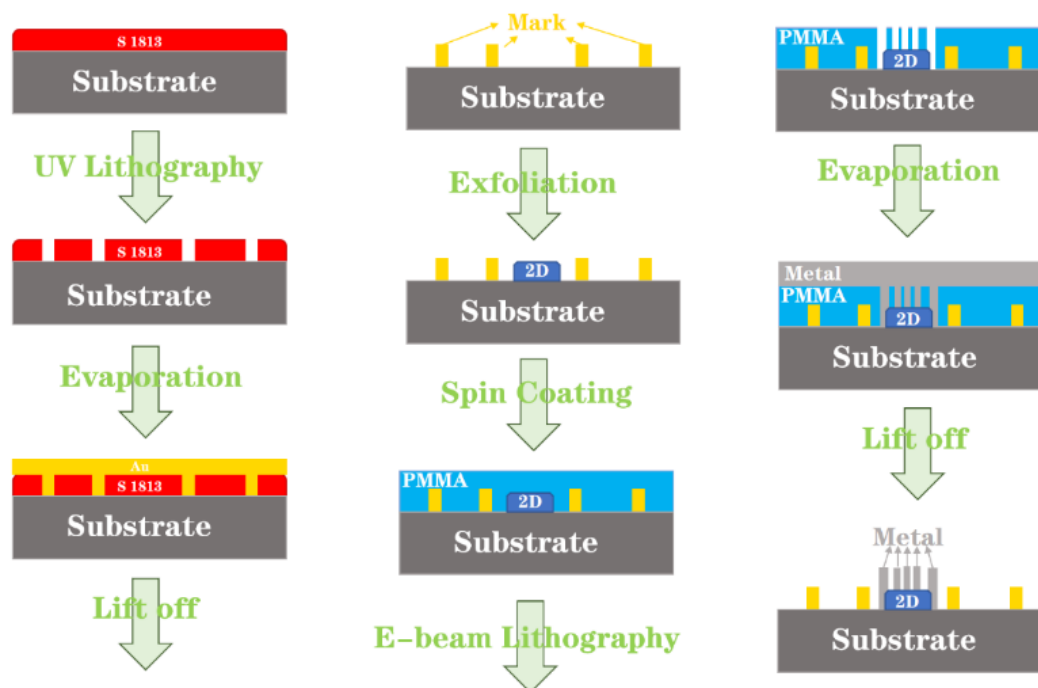 S 1813
Substrate
UV Lithography
S 1813
Substrate
Evaporation
Au
S 1813
Substrate
Lift off
Mark
Substrate
Exfoliation
2D
Substrate
Spin Coating
PMMA
2D
Substrate
E-beam Lithography
PMMA
2D
Substrate
Evaporation
Metal
PMMA
2D
Substrate
Lift off
Metal
2D
Substrate